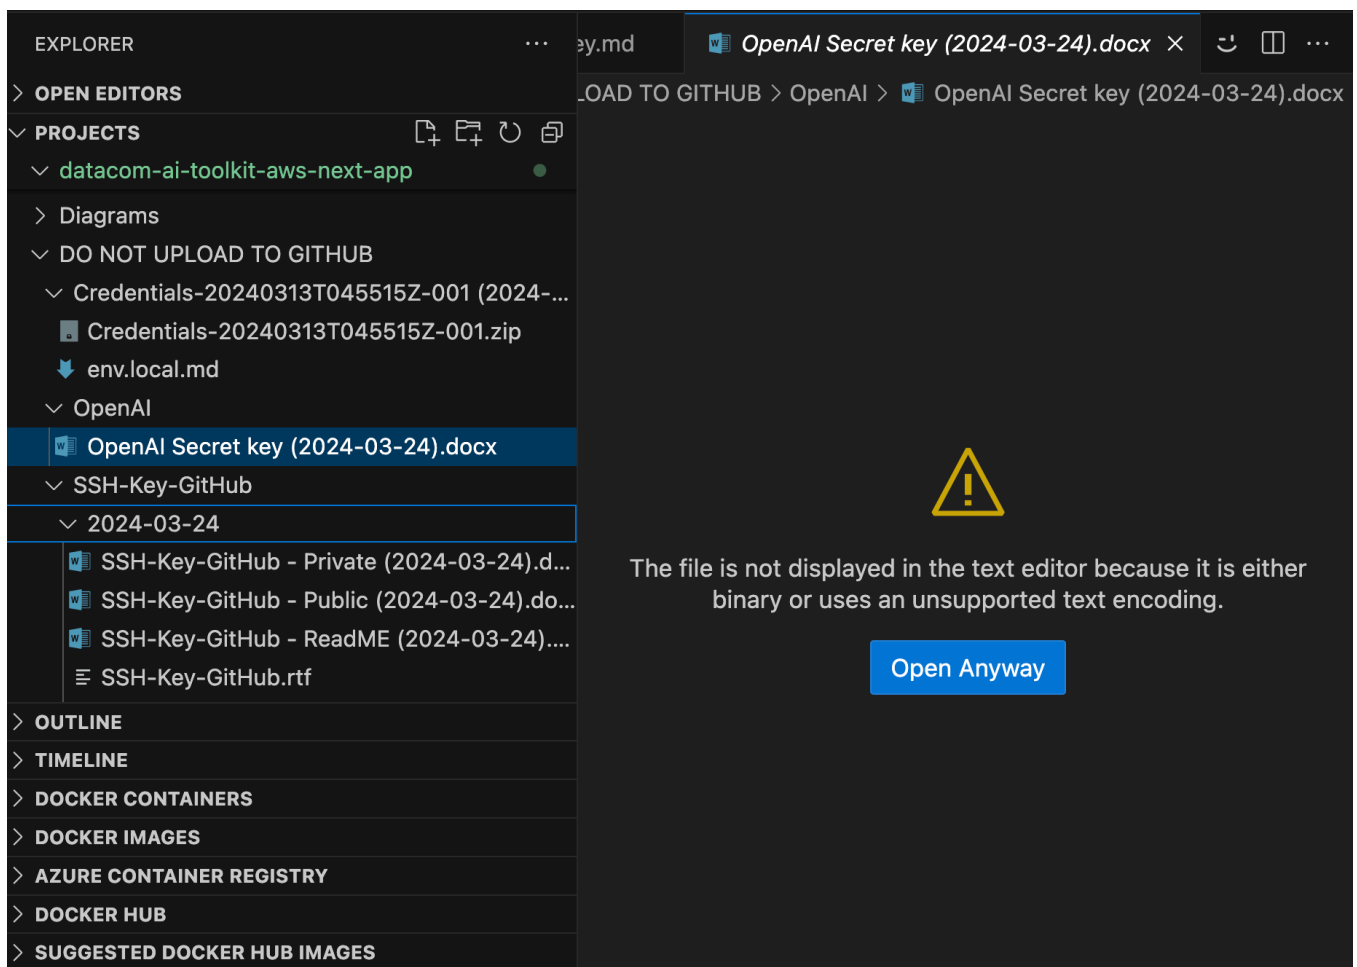 EXPLORER
OPEN EDITORS
PROJECTS
datacom-ai-toolkit-aws-next-app
Diagrams
DO NOT UPLOAD TO GITHUB
Credentials-20240313T045515Z-001 (2024-...
Credentials-20240313T045515Z-001.zip
env.local.md
OpenAI
OpenAI Secret key (2024-03-24).docx
SSH-Key-GitHub
2024-03-24
SSH-Key-GitHub - Private (2024-03-24).d...
SSH-Key-GitHub - Public (2024-03-24).do...
SSH-Key-GitHub - ReadME (2024-03-24)....
SSH-Key-GitHub.rtf
OUTLINE
TIMELINE
DOCKER CONTAINERS
DOCKER IMAGES
AZURE CONTAINER REGISTRY
DOCKER HUB
SUGGESTED DOCKER HUB IMAGES
ey.md
OpenAI Secret key (2024-03-24).docx
LOAD TO GITHUB > OpenAI > OpenAI Secret key (2024-03-24).docx
The file is not displayed in the text editor because it is either
binary or uses an unsupported text encoding.
Open Anyway